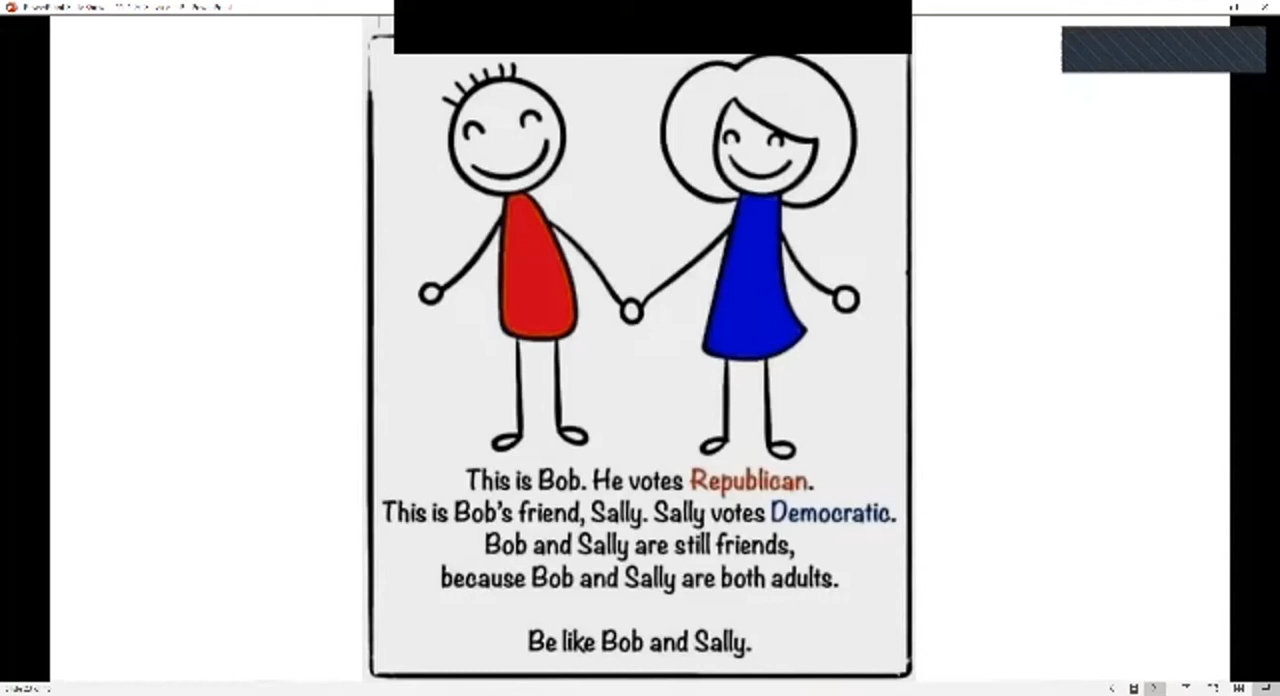 This is Bob. He votes Republican.
This is Bob's friend, Sally. Sally votes Democratic.
Bob and Sally are still friends,
because Bob and Sally are both adults.
Be like Bob and Sally.